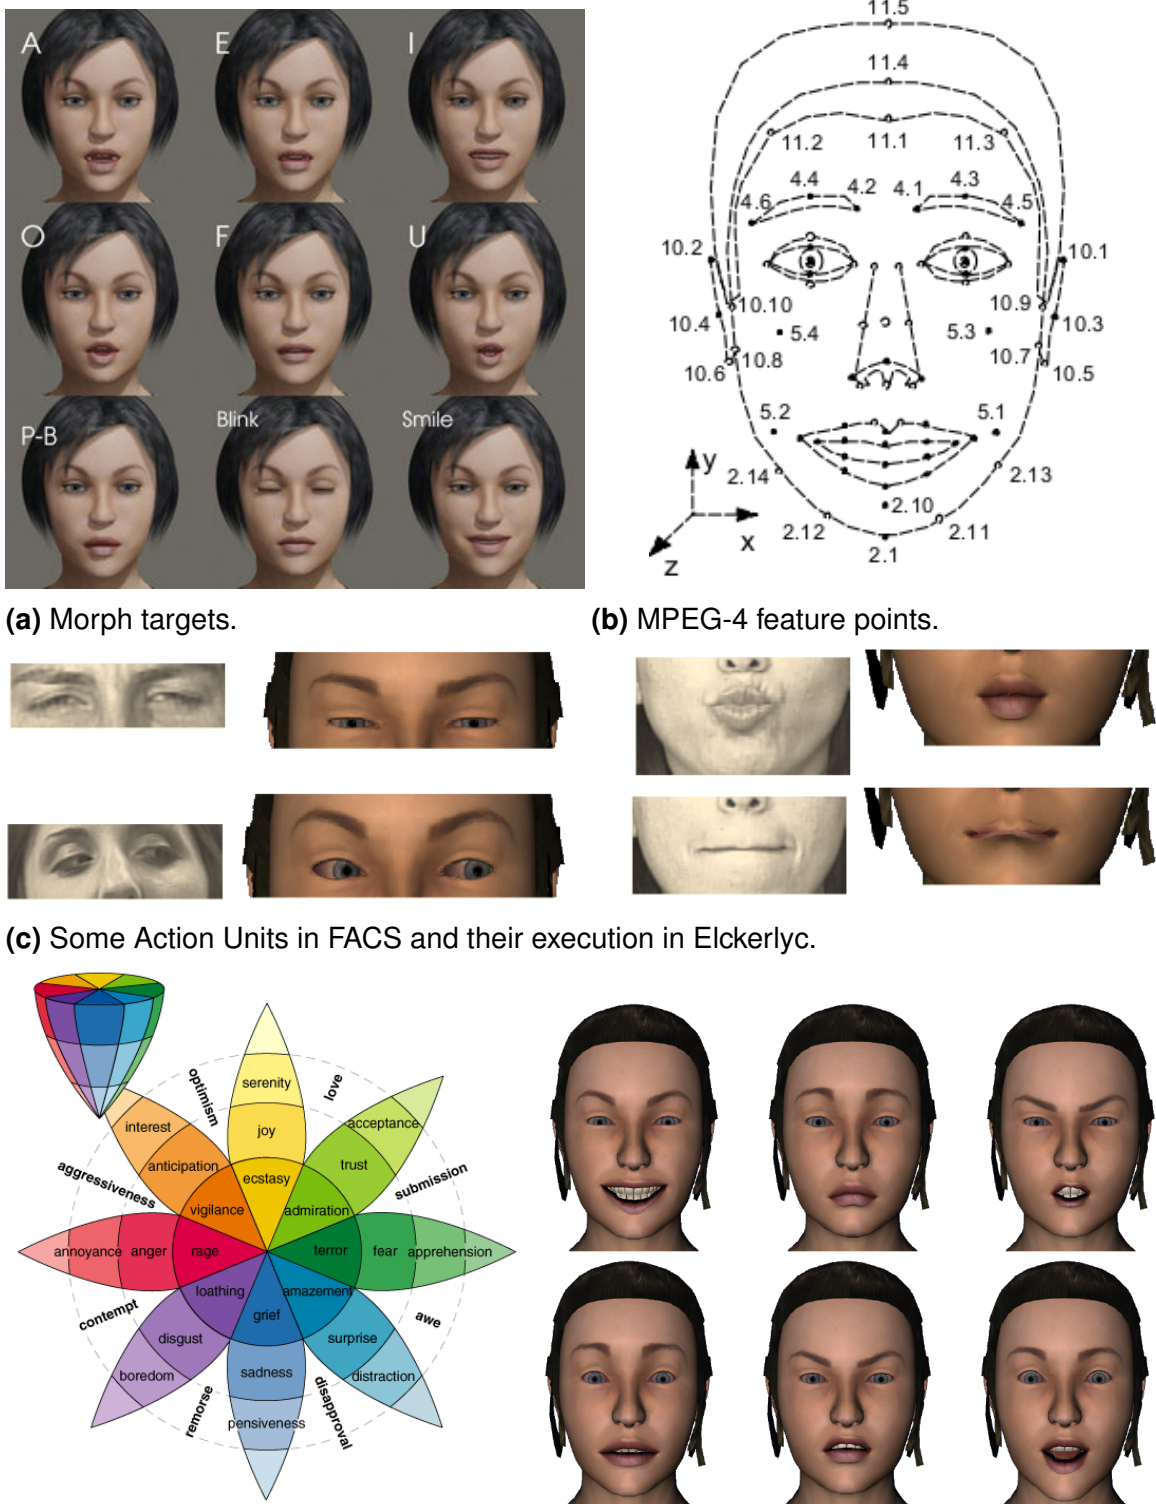 A
E
I
O
F
U
P-B
Blink
Smile
(a) Morph targets.
11.5
11.4
11.2
11.1
11.3
4.4
4.2
4.1
4.3
4.6
4.5
10.2
10.1
10.10
10.9
10.4
5.4
5.3
10.3
10.8
10.7
10.6
10.5
5.2
5.1
2.14
2.13
2.10
2.12
2.11
2.1
y
x
z
(b) MPEG-4 feature points.
(c) Some Action Units in FACS and their execution in Elckerlyc.
optimism
serenity
love
interest
joy
acceptance
anticipation
trust
aggressiveness
ecstasy
submission
vigilance
admiration
annoyance
anger
rage
terror
fear
apprehension
loathing
amazement
contempt
grief
awe
disgust
surprise
boredom
sadness
distraction
remorse
pensiveness
disapproval